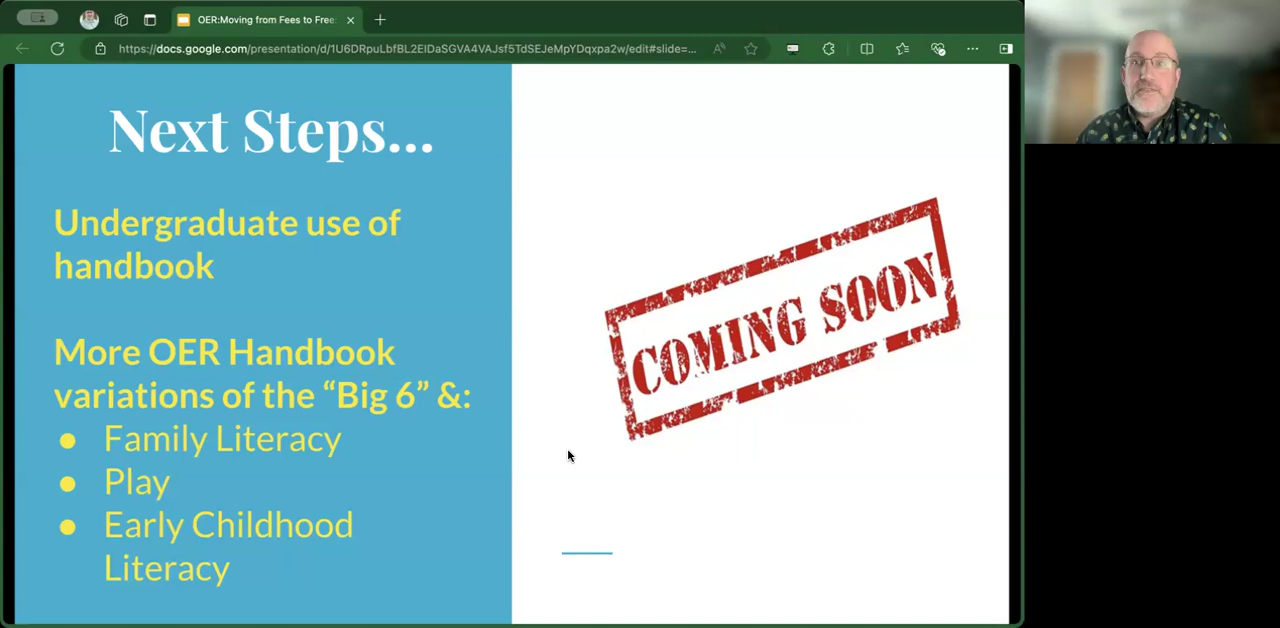 OER:Moving from Fees to Free:
https://docs.google.com/presentation/d/1U6DRpuLbfBL2ElDaSGVA4VAJsf5TdSEJeMpYDqxpa2w/edit#slide=...
Next Steps...
Undergraduate use of
handbook
More OER Handbook
variations of the “Big 6” &:
● Family Literacy
● Play
● Early Childhood
Literacy
COMING SOON